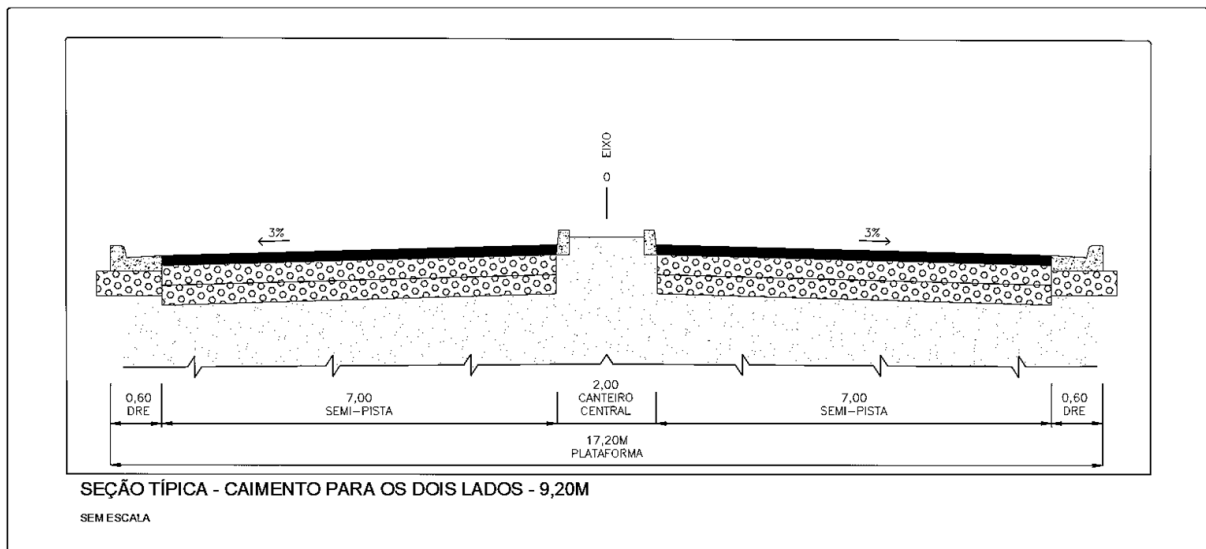 EIXO
3%
3%
0,60
DRE
7,00
SEMI-PISTA
2,00
CANTEIRO
CENTRAL
7,00
SEMI-PISTA
0,60
DRE
17,20M
PLATAFORMA
SEÇÃO TÍPICA - CAIMENTO PARA OS DOIS LADOS - 9,20M
SEM ESCALA